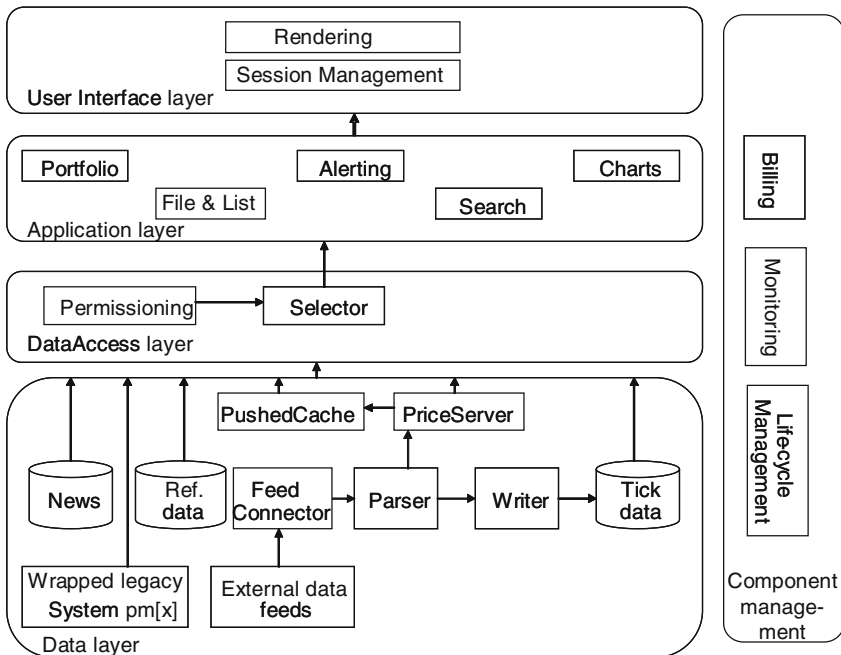 Rendering
Session Management
User Interface layer
Portfolio
Alerting
Charts
File & List
Search
Application layer
Permissioning
Selector
DataAccess layer
PushedCache
PriceServer
News
Ref.
data
Feed
Connector
Parser
Writer
Tick
data
Wrapped legacy
System pm[x]
External data
feeds
Data layer
Billing
Monitoring
Life-cycle
Management
Component
manage-
ment